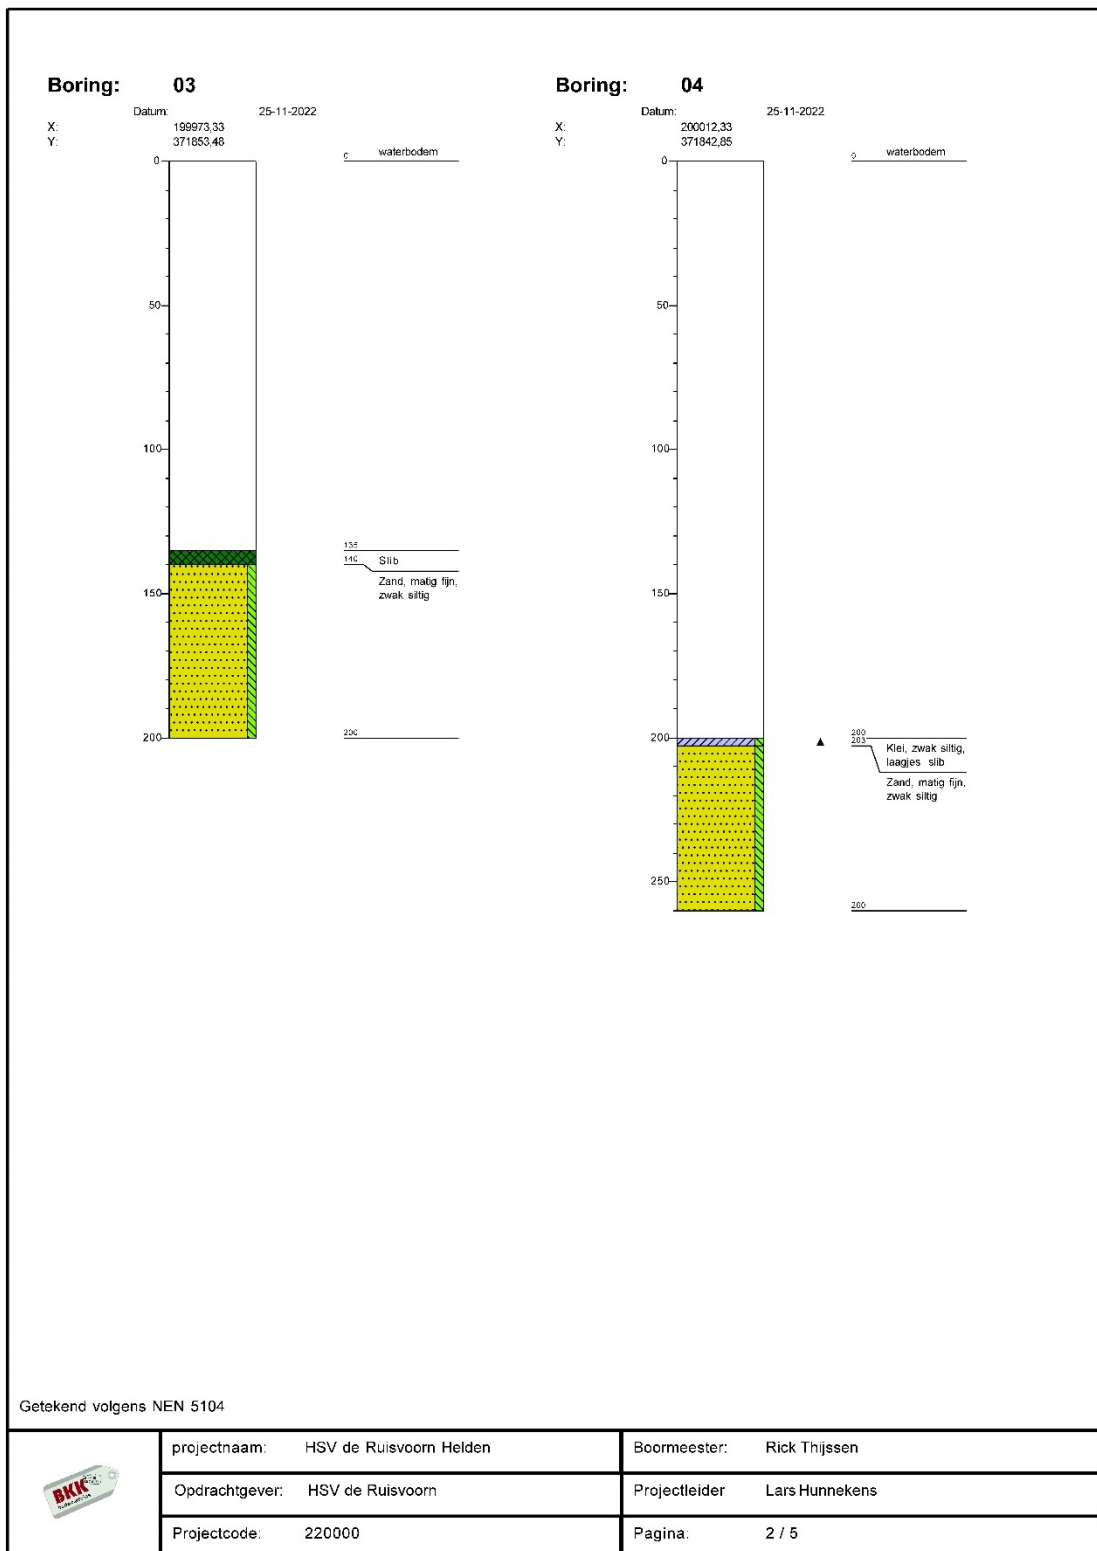 Boring: 03
Datum: 25-11-2022
X: 199973,33
Y: 371853,48
0 waterbodem
0
50
100
150
200
135
140 Slib
Zand, matig fijn,
zwak siltig
200
Boring: 04
Datum: 25-11-2022
X: 200012,33
Y: 371842,85
0 waterbodem
0
50
100
150
200
250
200
203 Klei, zwak siltig,
laagjes slib
Zand, matig fijn,
zwak siltig
260
Getekend volgens NEN 5104
BKK
projectnaam: HSV de Ruisvoorn Helden
Boormeester: Rick Thijssen
Opdrachtgever: HSV de Ruisvoorn
Projectleider Lars Hunnekens
Projectcode: 220000
Pagina: 2 / 5